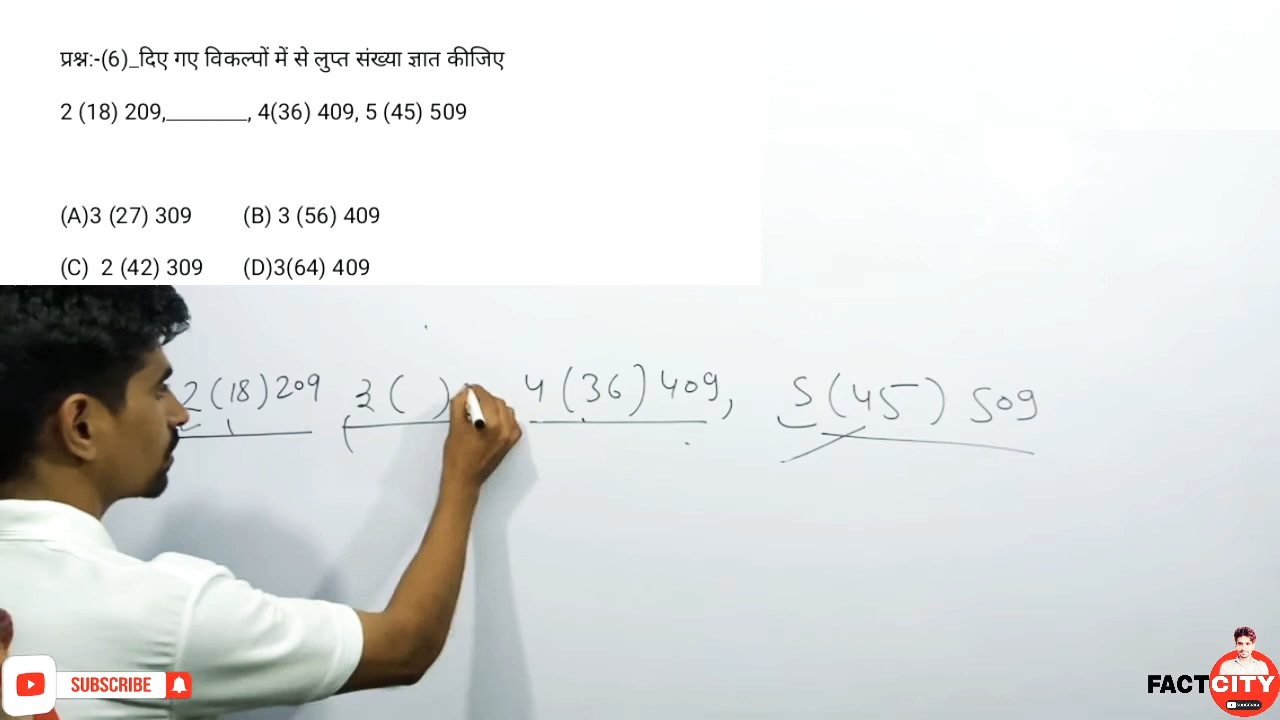 प्रश्न:-(6)_दिए गए विकल्पों में से लुप्त संख्या ज्ञात कीजिए
2 (18) 209,_______, 4(36) 409, 5 (45) 509
(A)3 (27) 309 (B) 3 (56) 409
(C) 2 (42) 309 (D)3(64) 409
2 (18) 209 3 ( ) 4 (36) 409, 5 (45) 509
SUBSCRIBE
FACTCITY